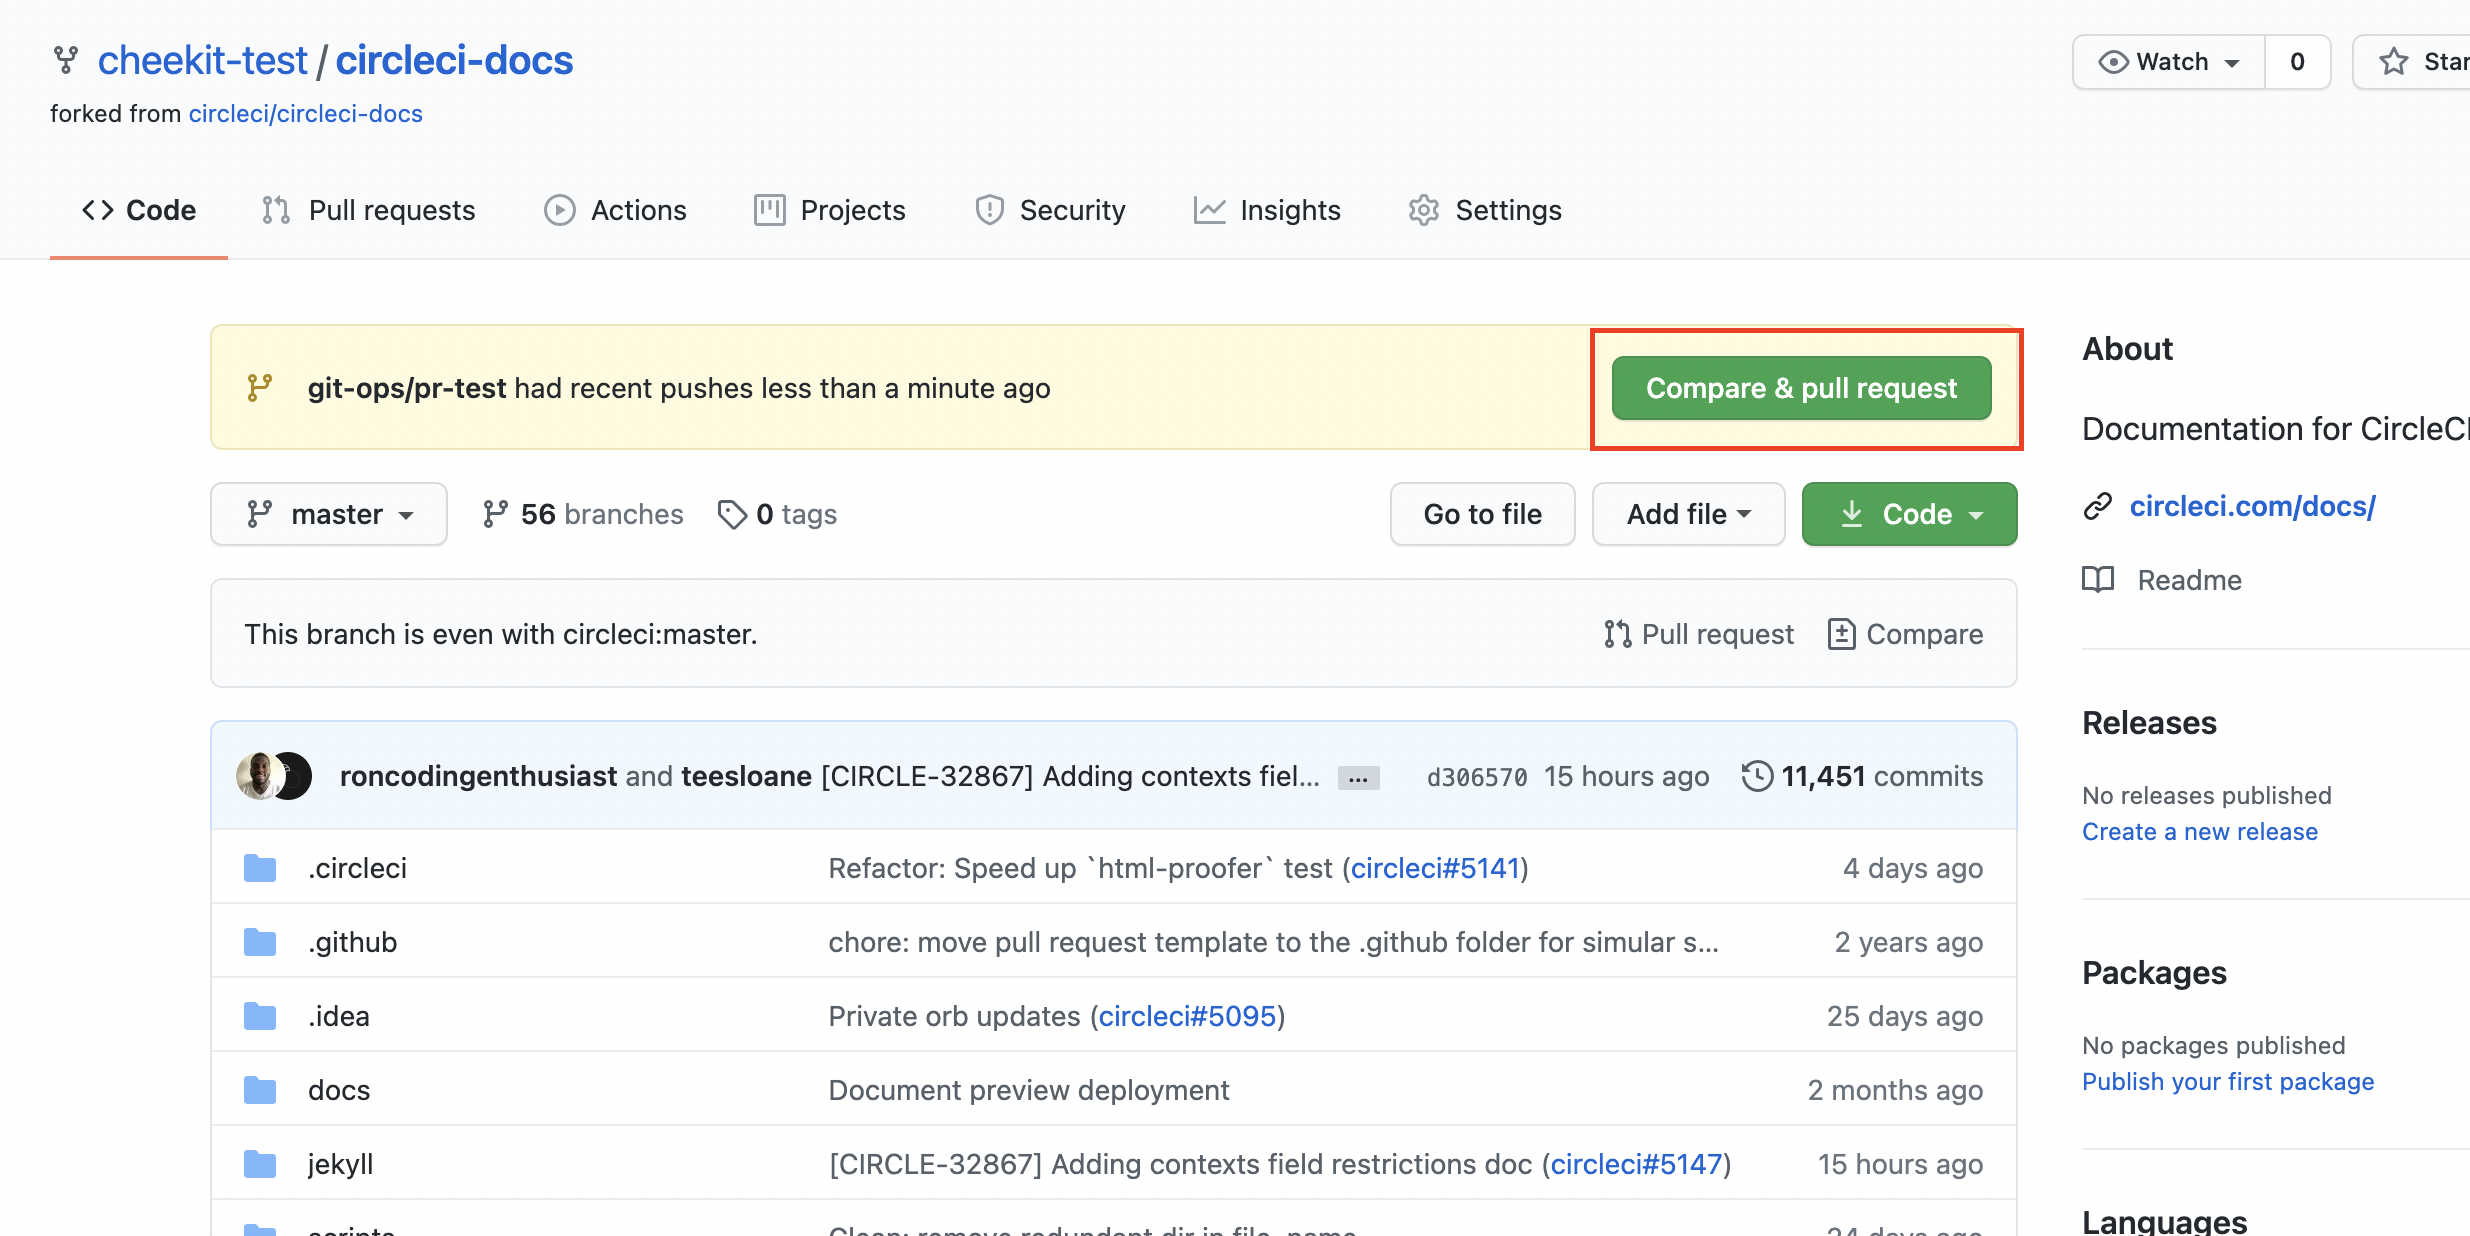 cheekit-test / circleci-docs
Watch 0
forked from circleci/circleci-docs
Code Pull requests Actions Projects Security Insights Settings
git-ops/pr-test had recent pushes less than a minute ago Compare & pull request
About
Documentation for CircleCI
master 56 branches 0 tags Go to file Add file Code
circleci.com/docs/
Readme
This branch is even with circleci:master. Pull request Compare
Releases
No releases published
Create a new release
roncodingenthusiast and teesloane [CIRCLE-32867] Adding contexts fiel... ... d306570 15 hours ago 11,451 commits
.circleci Refactor: Speed up `html-proofer` test (circleci#5141) 4 days ago
.github chore: move pull request template to the .github folder for simular s... 2 years ago
.idea Private orb updates (circleci#5095) 25 days ago
docs Document preview deployment 2 months ago
jekyll [CIRCLE-32867] Adding contexts field restrictions doc (circleci#5147) 15 hours ago
Packages
No packages published
Publish your first package
Languages